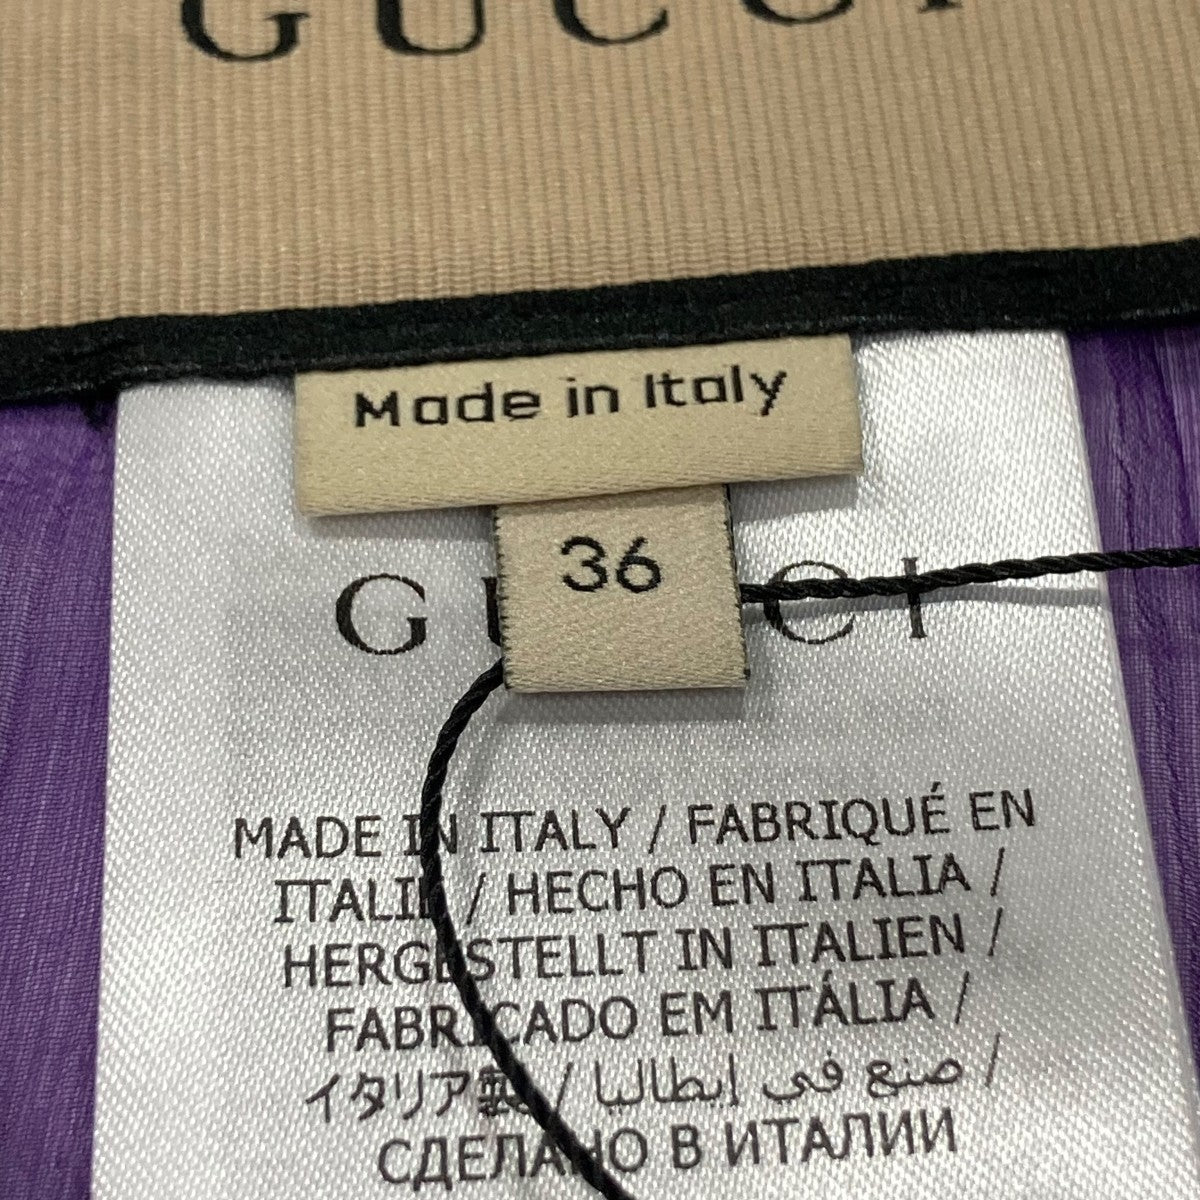 GUCCI
Made in Italy
36
GUCCI
MADE IN ITALY / FABRIQUÉ EN
ITALIE / HECHO EN ITALIA /
HERGESTELLT IN ITALIEN /
FABRICADO EM ITÁLIA /
イタリア製 / صنع في إيطاليا /
СДЕЛАНО В ИТАЛИИ